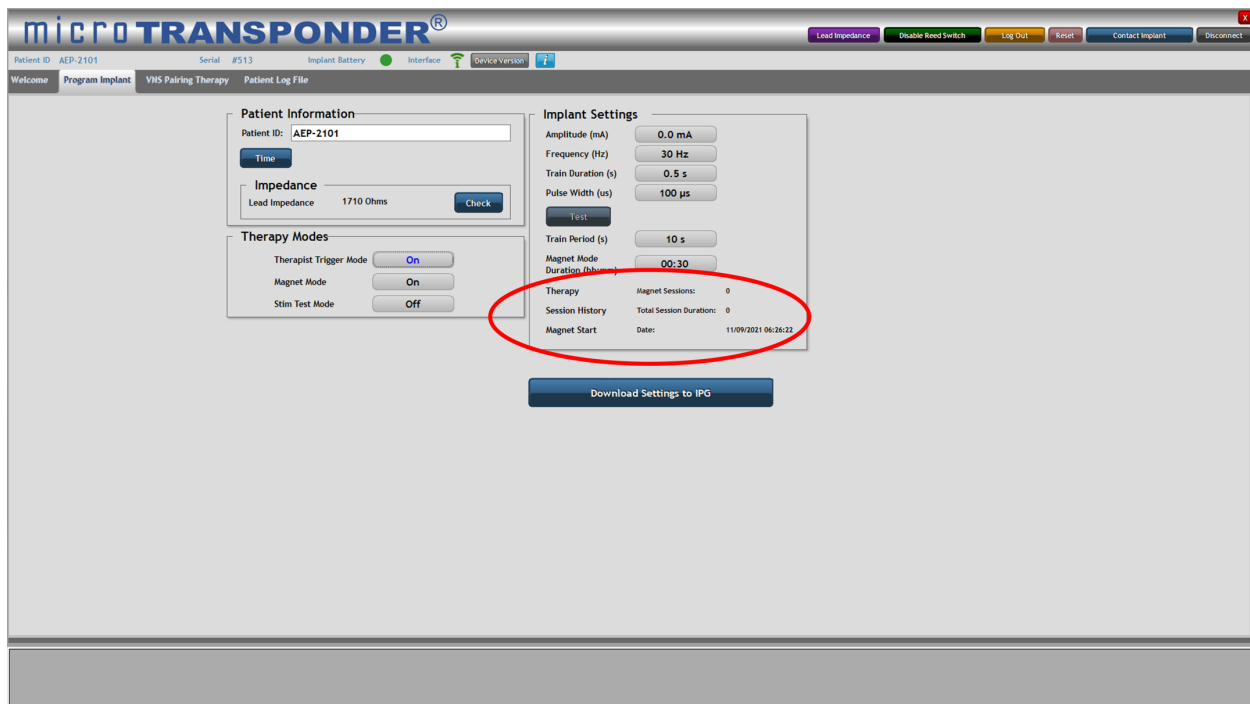 X
microTRANSPONDER®
Lead Impedance Disable Reed Switch Log Out Reset Contact Implant Disconnect
Patient ID AEP-2101 Serial #513 Implant Battery Interface Device Version i
Welcome Program Implant VNS Pairing Therapy Patient Log File
Patient Information
Patient ID: AEP-2101
Time
Impedance
Lead Impedance 1710 Ohms Check
Therapy Modes
Therapist Trigger Mode On
Magnet Mode On
Stim Test Mode Off
Implant Settings
Amplitude (mA) 0.0 mA
Frequency (Hz) 30 Hz
Train Duration (s) 0.5 s
Pulse Width (us) 100 µs
Test
Train Period (s) 10 s
Magnet Mode
Duration (hh:mm) 00:30
Therapy Magnet Sessions: 0
Session History Total Session Duration: 0
Magnet Start Date: 11/09/2021 06:26:22
Download Settings to IPG